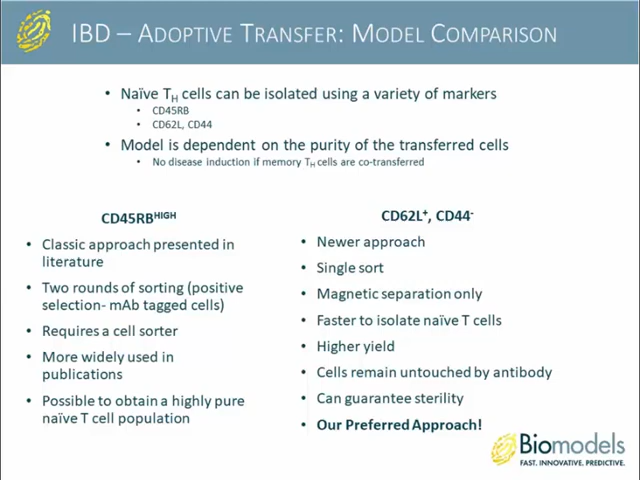 IBD – ADOPTIVE TRANSFER: MODEL COMPARISON
• Naïve TH cells can be isolated using a variety of markers
• CD45RB
• CD62L, CD44
• Model is dependent on the purity of the transferred cells
• No disease induction if memory TH cells are co-transferred
CD45RBHIGH
• Classic approach presented in
literature
• Two rounds of sorting (positive
selection- mAb tagged cells)
• Requires a cell sorter
• More widely used in
publications
• Possible to obtain a highly pure
naïve T cell population
CD62L+, CD44-
• Newer approach
• Single sort
• Magnetic separation only
• Faster to isolate naïve T cells
• Higher yield
• Cells remain untouched by antibody
• Can guarantee sterility
• Our Preferred Approach!
Biomodels
FAST. INNOVATIVE. PREDICTIVE.